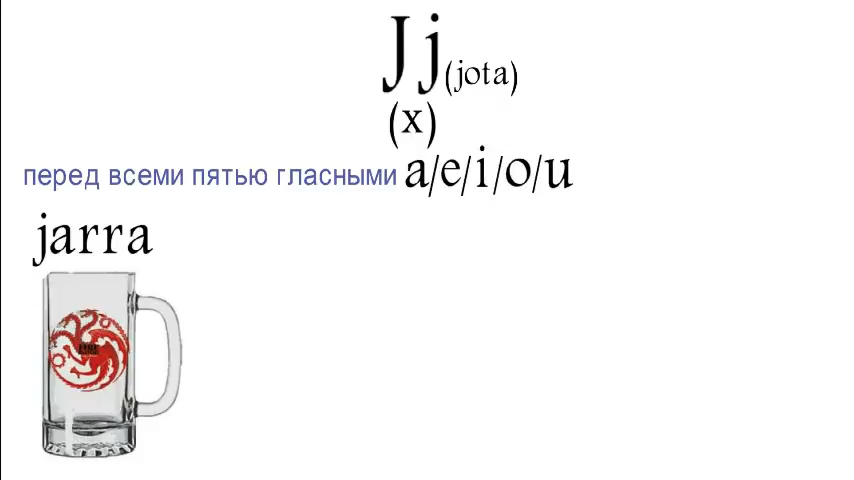 J j (jota)
(x)
перед всеми пятью гласными a/e/i/o/u
jarra